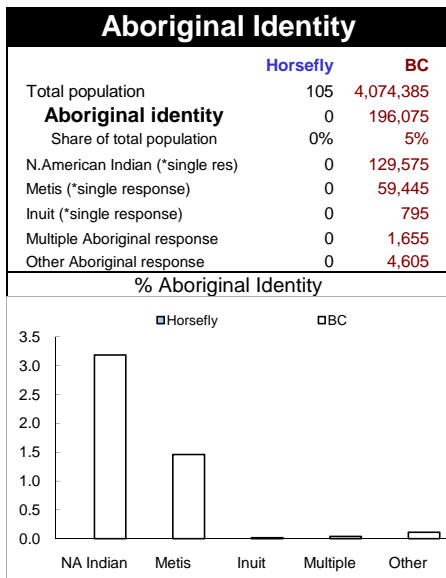 Aboriginal Identity
Horsefly BC
Total population 105 4,074,385
Aboriginal identity 0 196,075
Share of total population 0% 5%
N.American Indian (*single res) 0 129,575
Metis (*single response) 0 59,445
Inuit (*single response) 0 795
Multiple Aboriginal response 0 1,655
Other Aboriginal response 0 4,605
% Aboriginal Identity
Horsefly BC
3.5
3.0
2.5
2.0
1.5
1.0
0.5
0.0
NA Indian Metis Inuit Multiple Other